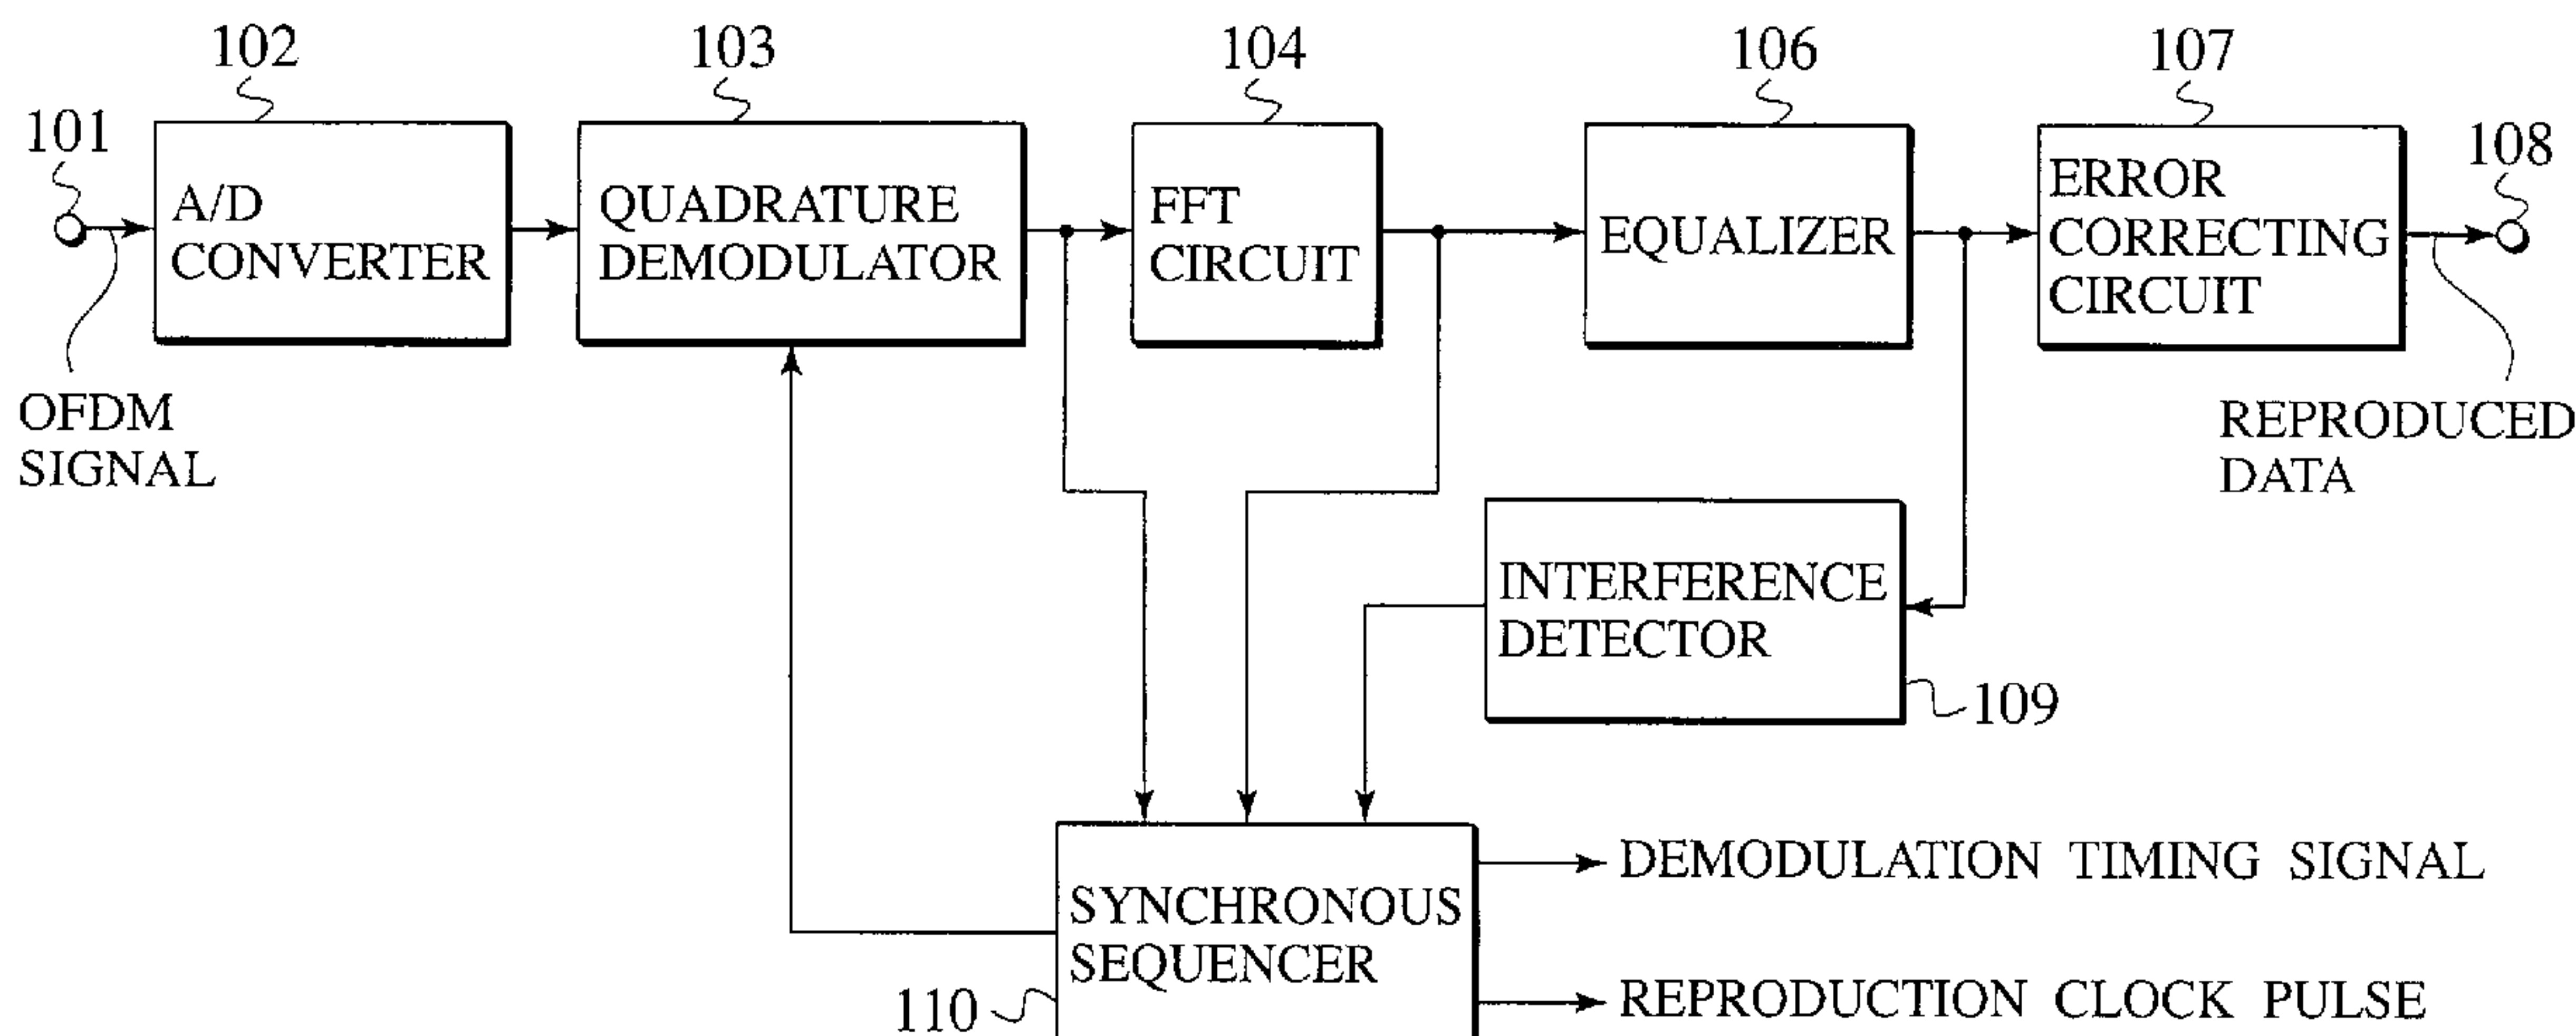 102
103
104
106
107
101
108
A/D
CONVERTER
QUADRATURE
DEMODULATOR
FFT
CIRCUIT
EQUALIZER
ERROR
CORRECTING
CIRCUIT
OFDM
SIGNAL
REPRODUCED
DATA
INTERFERENCE
DETECTOR
109
SYNCHRONOUS
SEQUENCER
110
DEMODULATION TIMING SIGNAL
REPRODUCTION CLOCK PULSE